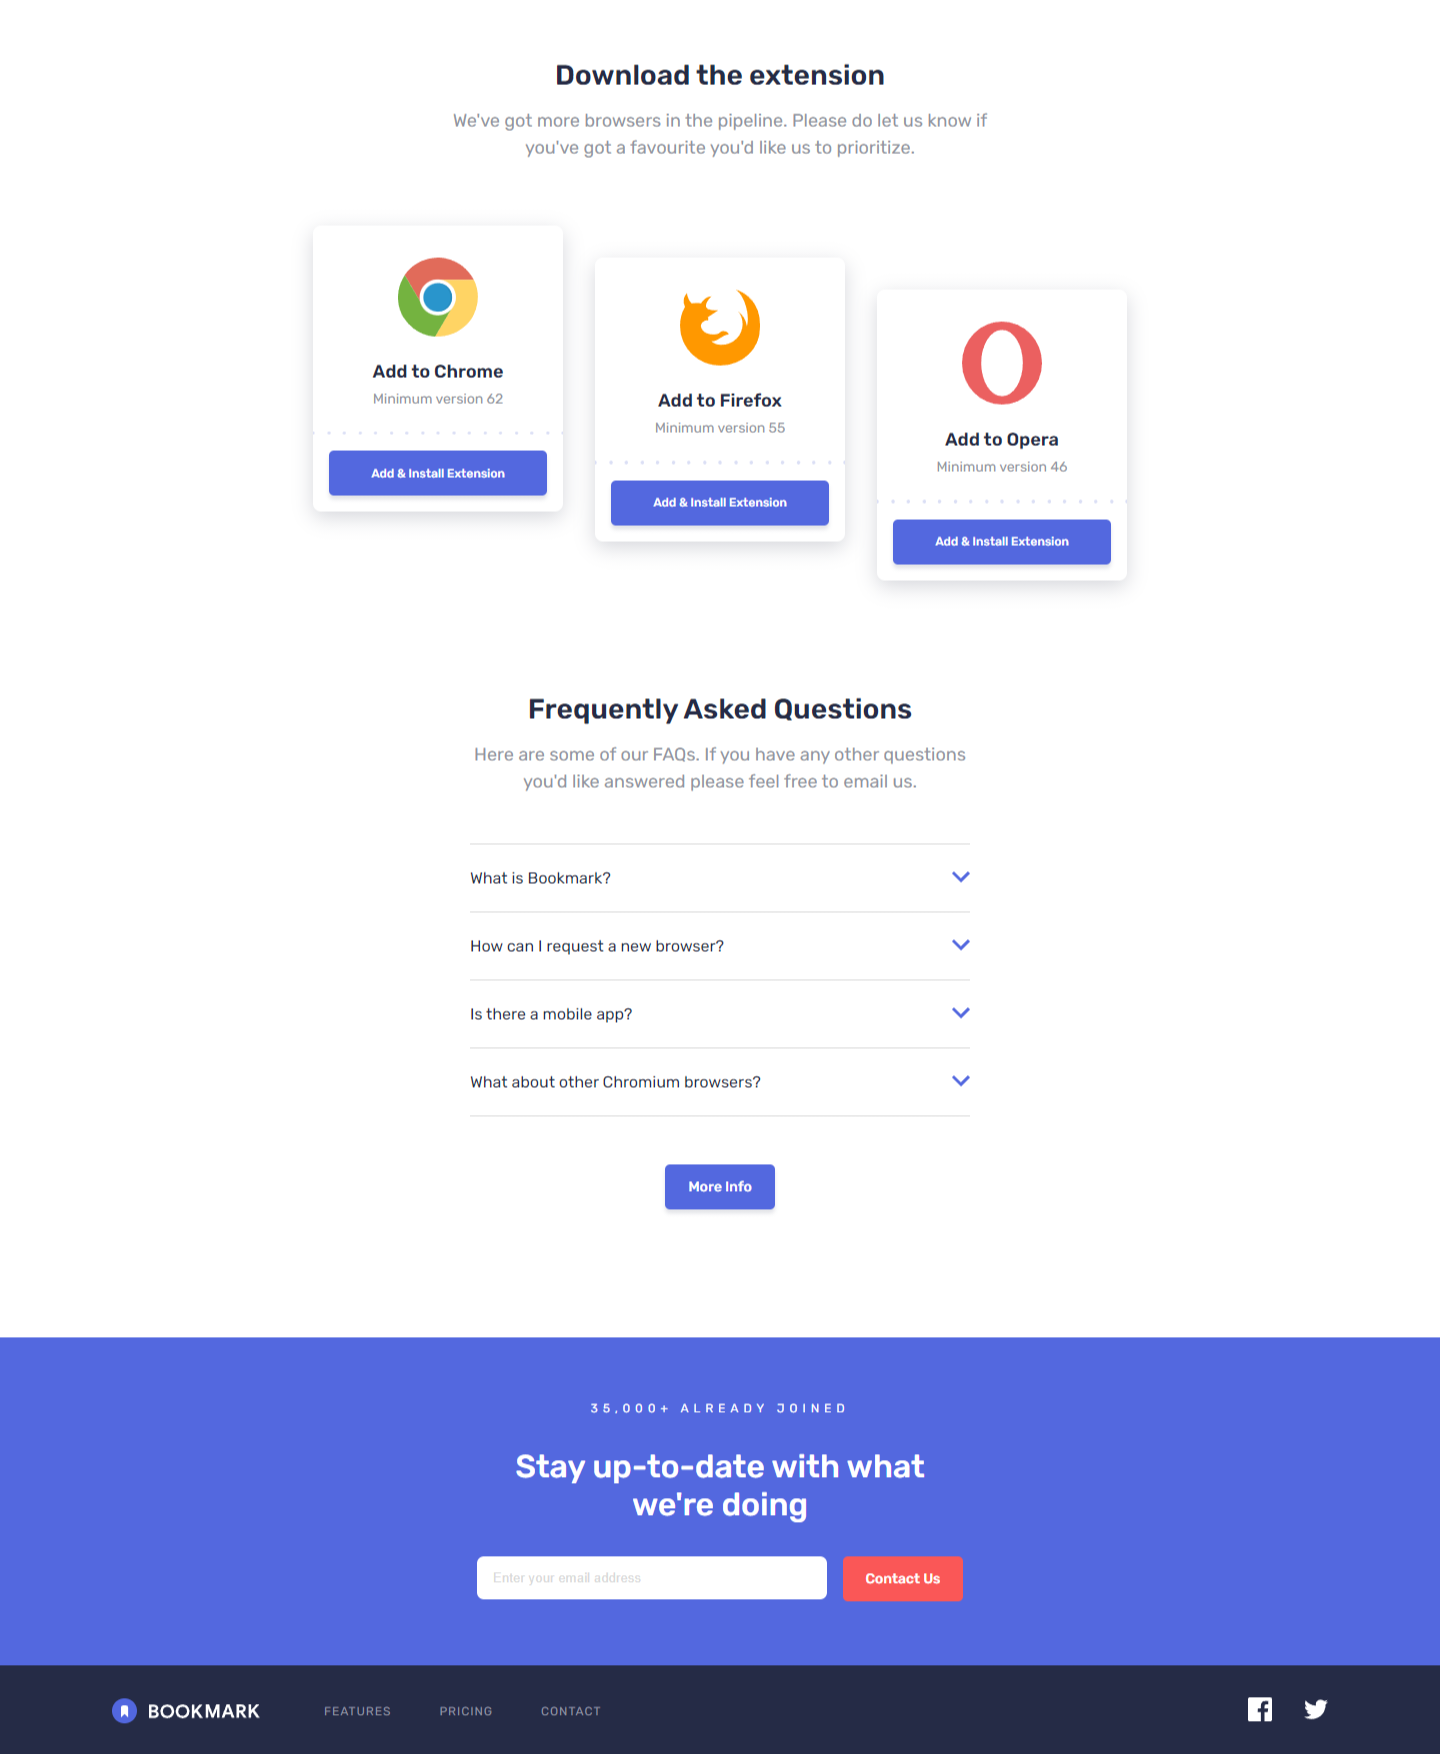 Download the extension
We've got more browsers in the pipeline. Please do let us know if
you've got a favourite you'd like us to prioritize.
Add to Chrome
Minimum version 62
Add & Install Extension
Add to Firefox
Minimum version 55
Add & Install Extension
Add to Opera
Minimum version 46
Add & Install Extension
Frequently Asked Questions
Here are some of our FAQs. If you have any other questions
you'd like answered please feel free to email us.
What is Bookmark?
How can I request a new browser?
Is there a mobile app?
What about other Chromium browsers?
More Info
35,000+ ALREADY JOINED
Stay up-to-date with what
we're doing
Enter your email address
Contact Us
BOOKMARK
FEATURES
PRICING
CONTACT